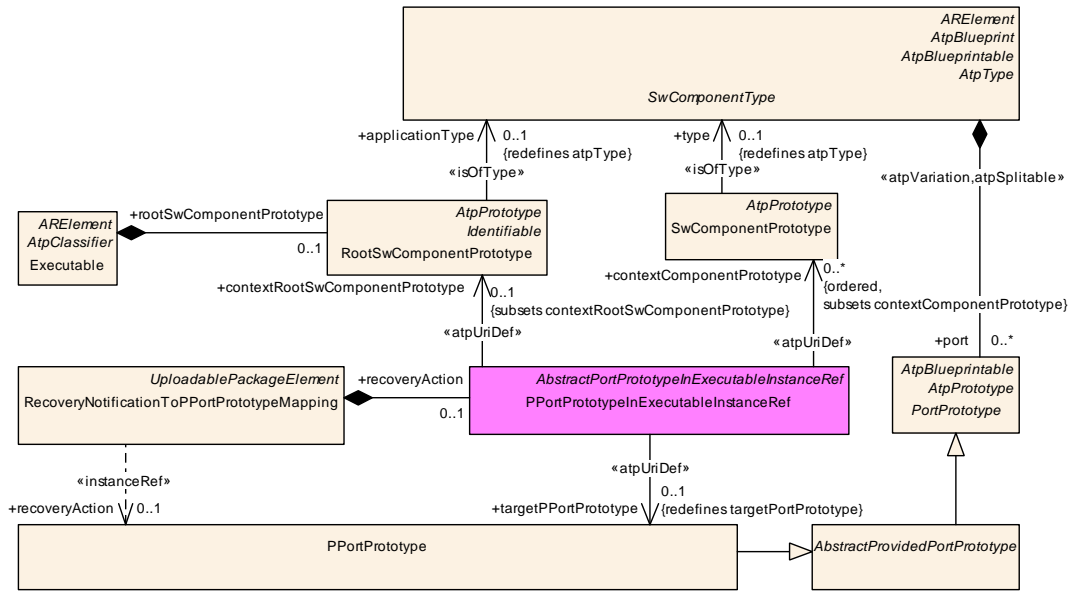 ARElement
AtpBlueprint
AtpBlueprintable
AtpType
SwComponentType
+applicationType
0..1
{redefines atpType}
«isOfType»
+type
0..1
{redefines atpType}
«isOfType»
«atpVariation,atpSplitable»
ARElement
AtpClassifier
Executable
+rootSwComponentPrototype
0..1
AtpPrototype
Identifiable
RootSwComponentPrototype
AtpPrototype
SwComponentPrototype
+contextRootSwComponentPrototype
0..1
{subsets contextRootSwComponentPrototype}
«atpUriDef»
+contextComponentPrototype
0..*
{ordered,
subsets contextComponentPrototype}
«atpUriDef»
+port
0..*
UploadablePackageElement
RecoveryNotificationToPPortPrototypeMapping
+recoveryAction
0..1
AbstractPortPrototypeInExecutableInstanceRef
PPortPrototypeInExecutableInstanceRef
AtpBlueprintable
AtpPrototype
PortPrototype
«instanceRef»
+recoveryAction
0..1
«atpUriDef»
+targetPPortPrototype
0..1
{redefines targetPortPrototype}
PPortPrototype
AbstractProvidedPortPrototype